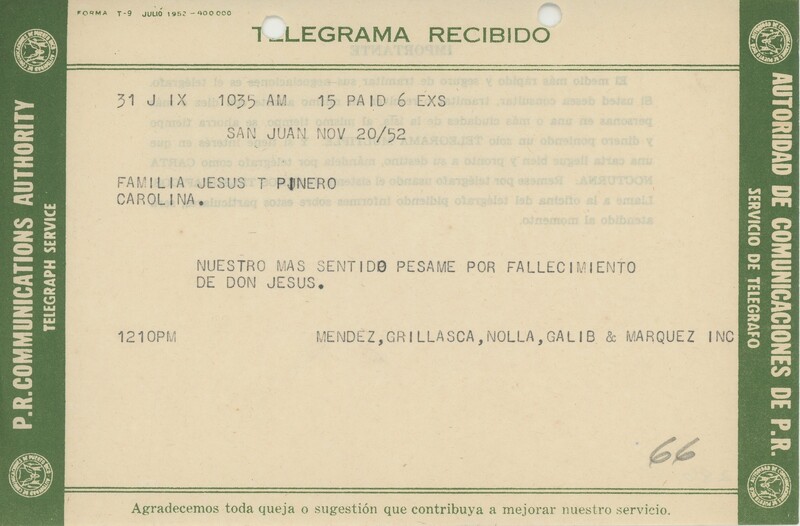 FORMA T-9 JULIO 1952-400000
TELEGRAMA RECIBIDO
31 J IX 1035 AM 15 PAID 6 EXS
SAN JUAN NOV 20/52
FAMILIA JESUS T PINERO
CAROLINA.
NUESTRO MAS SENTIDO PESAME POR FALLECIMIENTO
DE DON JESUS.
1210PM MENDEZ,GRILLASCA,NOLLA,GALIB & MARQUEZ INC
66
Agradecemos toda queja o sugestión que contribuya a mejorar nuestro servicio.
P.R. COMMUNICATIONS AUTHORITY
TELEGRAPH SERVICE
AUTORIDAD DE COMUNICACIONES DE P.R.
SERVICIO DE TELEGRAFO